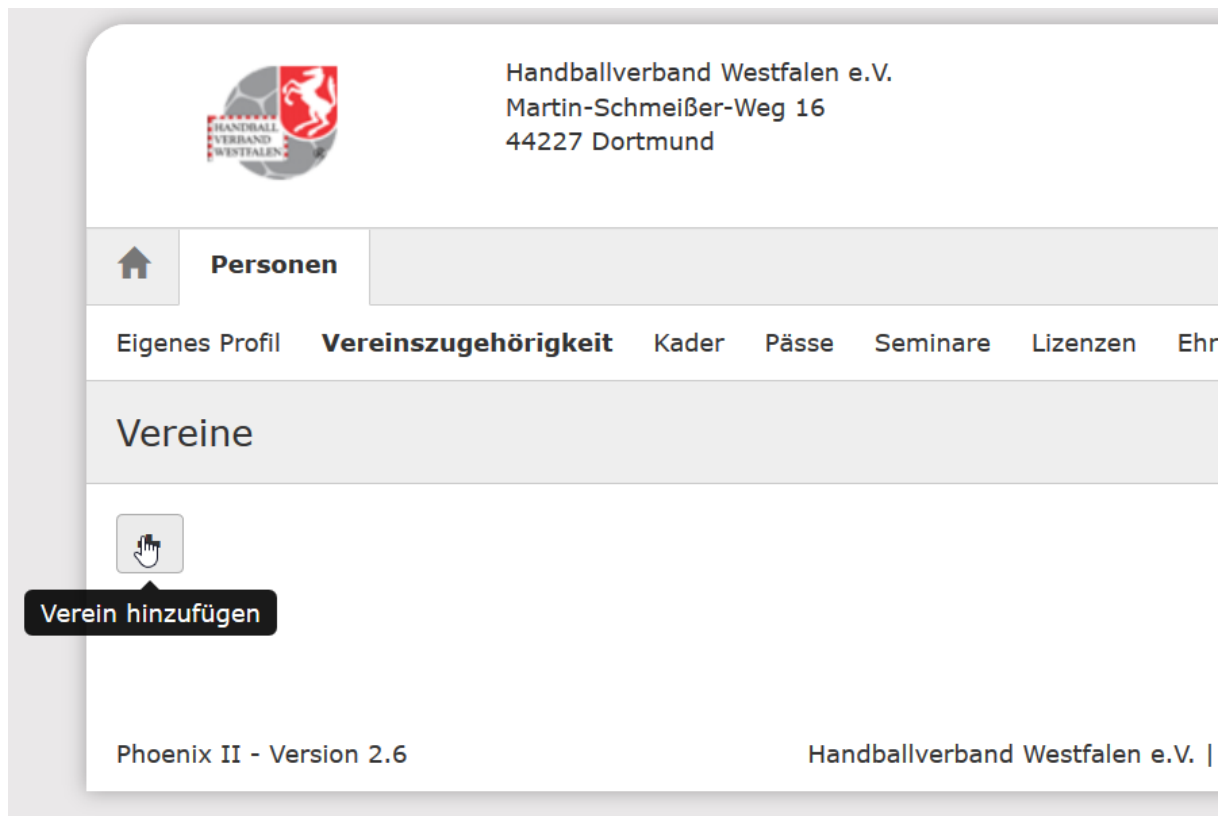 HANDBALL
VERBAND
WESTFALEN
®
Handballverband Westfalen e.V.
Martin-Schmeißer-Weg 16
44227 Dortmund
Personen
Eigenes Profil Vereinszugehörigkeit Kader Pässe Seminare Lizenzen Ehr
Vereine
Verein hinzufügen
Phoenix II - Version 2.6 Handballverband Westfalen e.V. |